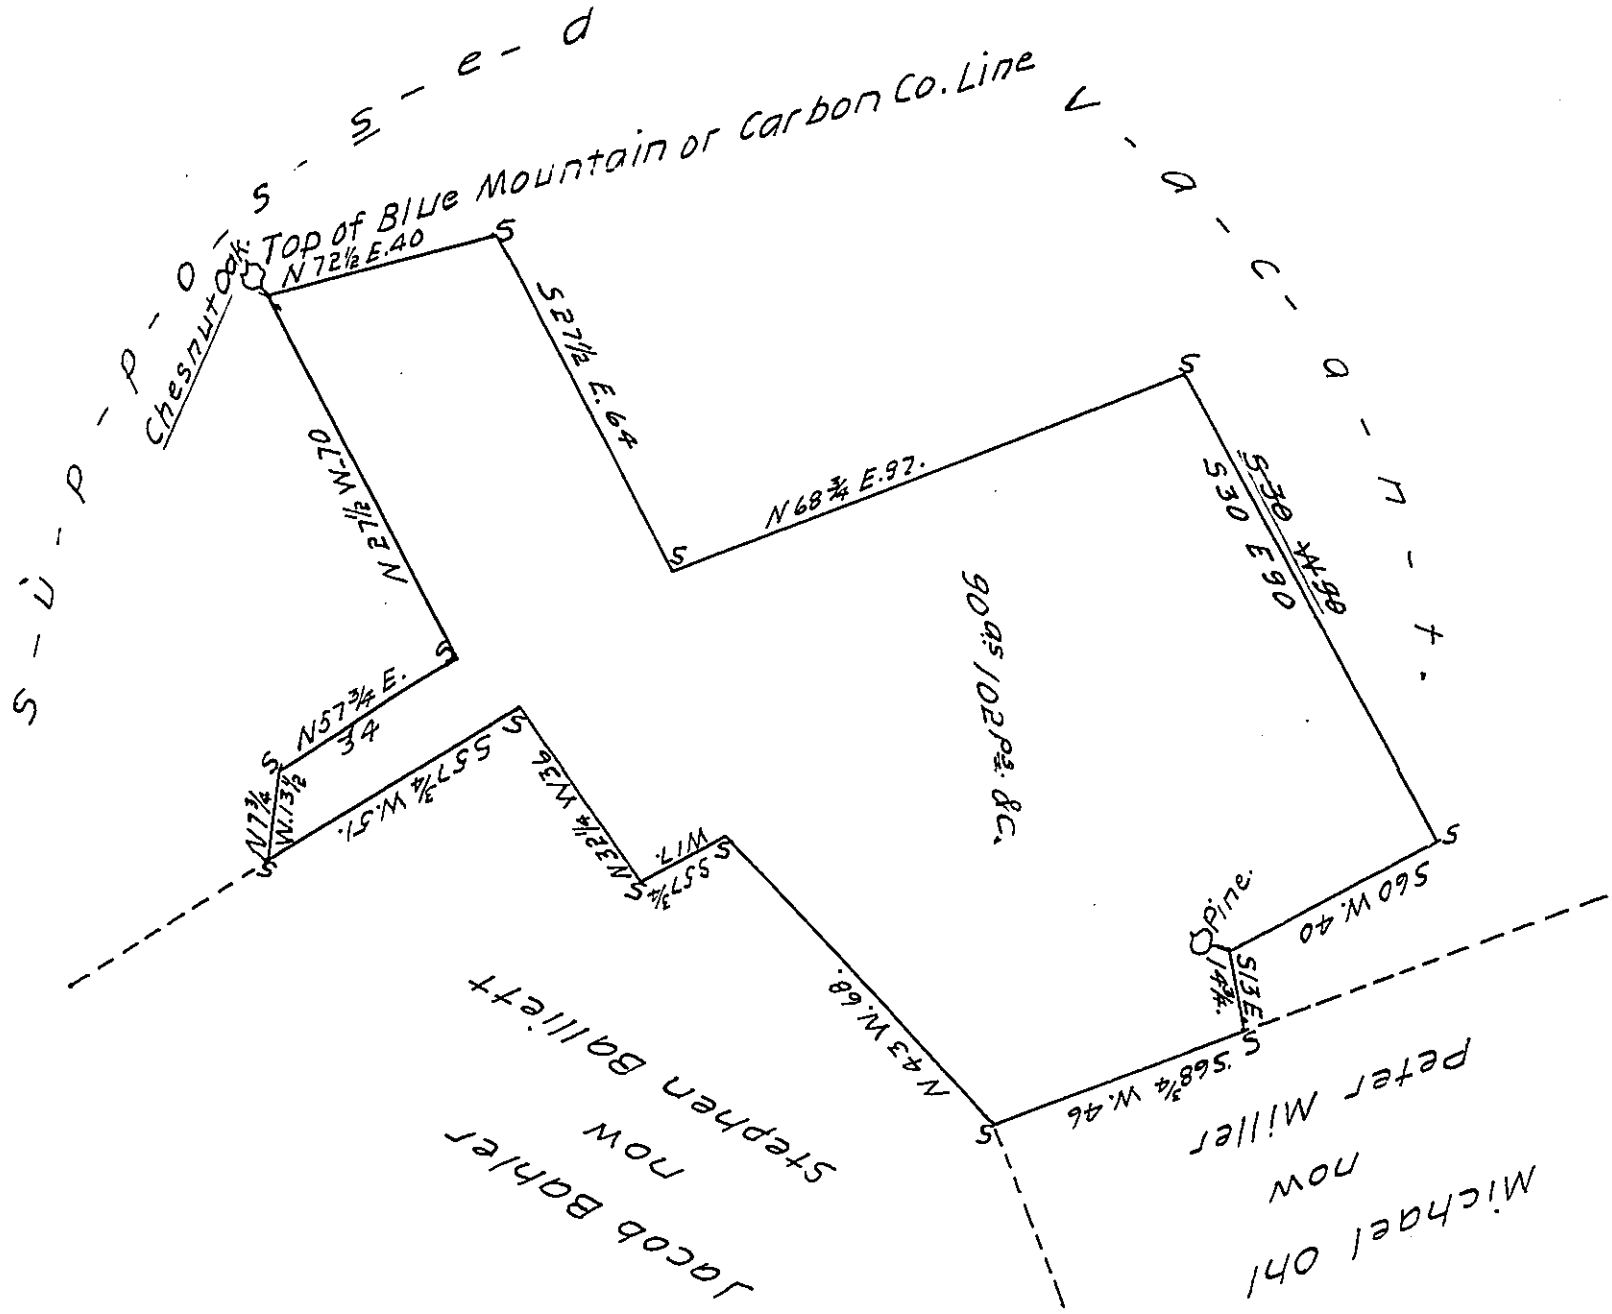 S-u-p-p-o-s-s-e-d
L-a-c-a-n-t.
Top of Blue Mountain or Carbon Co. Line
Chesnut Oak.
N 72½ E. 40
S
S 27½ E. 64
S
N 68¾ E. 97.
S
S 30 W 90
S 30 E 90
S
S 60 W. 40
Pine.
S 13 E.
14¾.
S
S 68¾ W. 46
S
N 43 W. 68.
S
S 57¾
W 17.
S
N 32¼ W 36
S
S 57¾ W. 51.
S
N 7¾
W. 13½
S
N 57¾ E.
34
S
N 27½ W. 70
90 as 102 Ps. &C.
Jacob Bahler
now
Stephen Balliett
Michael Ohl
now
Peter Miller